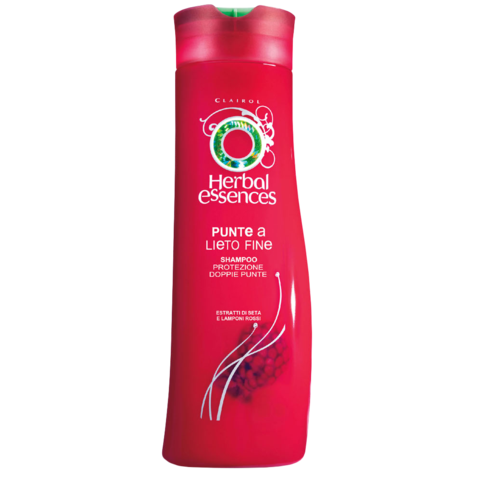 CLAIROL
Herbal
essences
PUNTe a
LIeTO FINe
SHAMPOO
PROTEZIONE
DOPPIE PUNTE
ESTRATTI DI SETA
E LAMPONI ROSSI